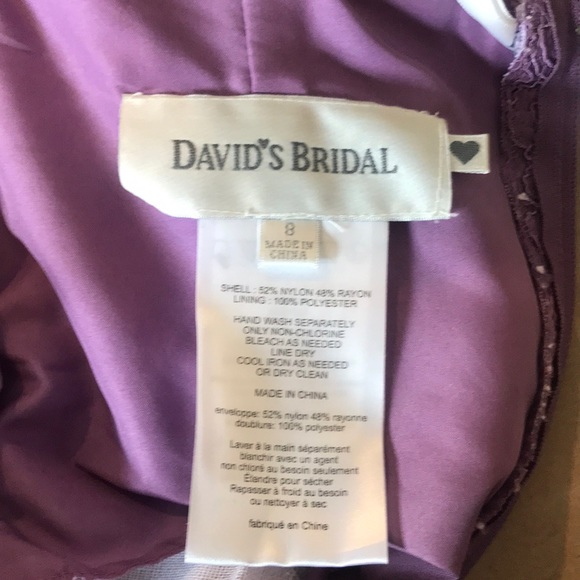 DAVID'S BRIDAL
8
MADE IN
CHINA
SHELL : 52% NYLON 48% RAYON
LINING : 100% POLYESTER
HAND WASH SEPARATELY
ONLY NON-CHLORINE
BLEACH AS NEEDED
LINE DRY
COOL IRON AS NEEDED
OR DRY CLEAN
MADE IN CHINA
enveloppe: 52% nylon 48% rayonne
doublure: 100% polyester
Laver à la main séparément
blanchir avec un agent
non chloré au besoin seulement
Élandre pour sécher
Rapasser à froid au besoin
ou nettoyer à sec
fabriqué en Chine